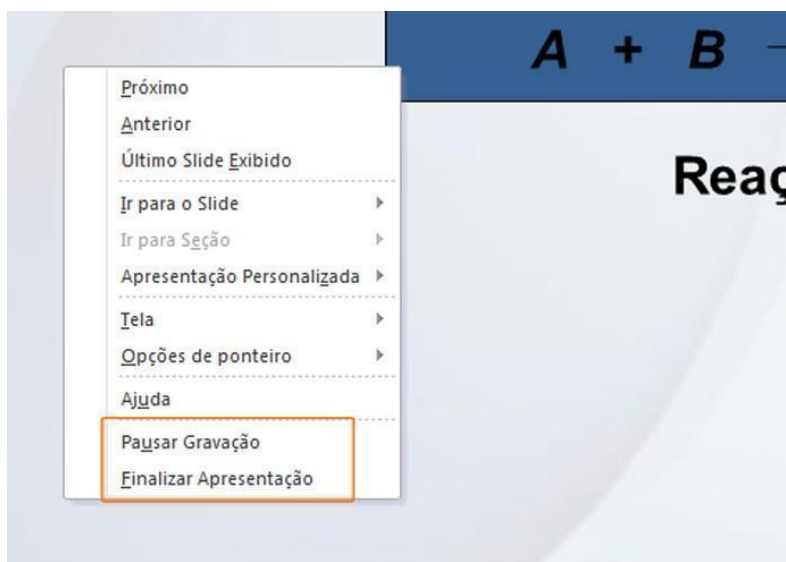 A + B
Reaç
Próximo
Anterior
Último Slide Exibido
Ir para o Slide
Ir para Seção
Apresentação Personalizada
Tela
Opções de ponteiro
Ajuda
Pausar Gravação
Finalizar Apresentação